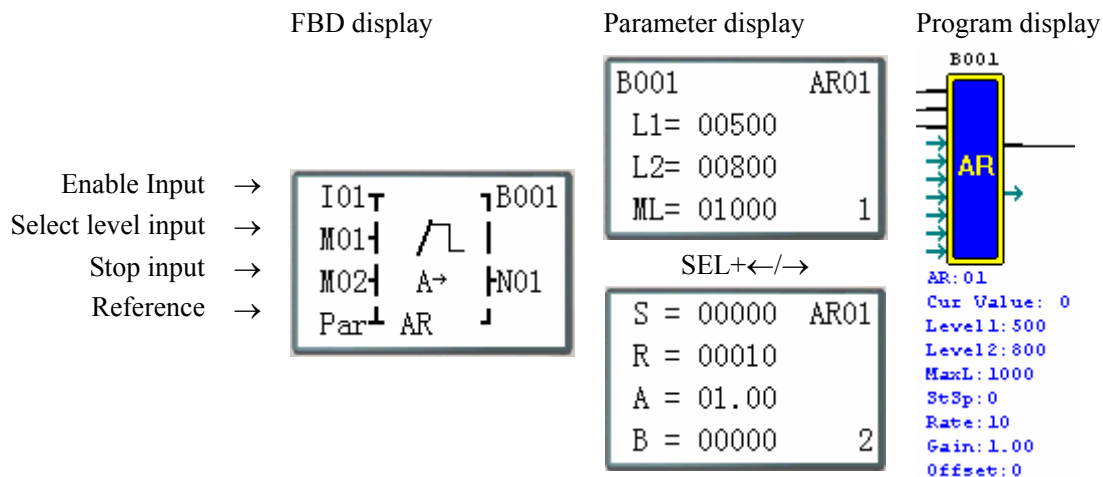 FBD display
Parameter display
Program display
Enable Input →
Select level input →
Stop input →
Reference →
I01 B001
M01
M02 A→ N01
Par AR
B001 AR01
L1= 00500
L2= 00800
ML= 01000 1
SEL+←/→
S = 00000 AR01
R = 00010
A = 01.00
B = 00000 2
B001
AR
AR:01
Cur Value: 0
Level1:500
Level2:800
MaxL:1000
StSp:0
Rate:10
Gain:1.00
Offset:0